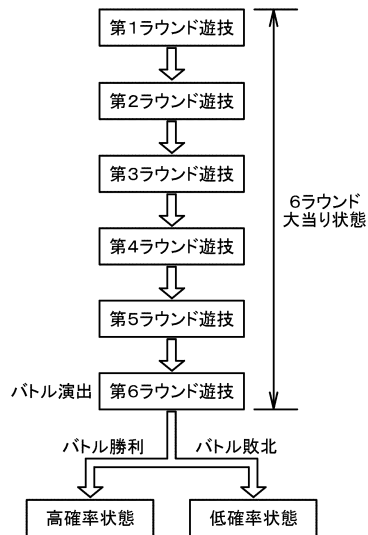 第1ラウンド遊技
第2ラウンド遊技
第3ラウンド遊技
第4ラウンド遊技
6ラウンド
大当り状態
第5ラウンド遊技
バトル演出
第6ラウンド遊技
バトル勝利
バトル敗北
高確率状態
低確率状態